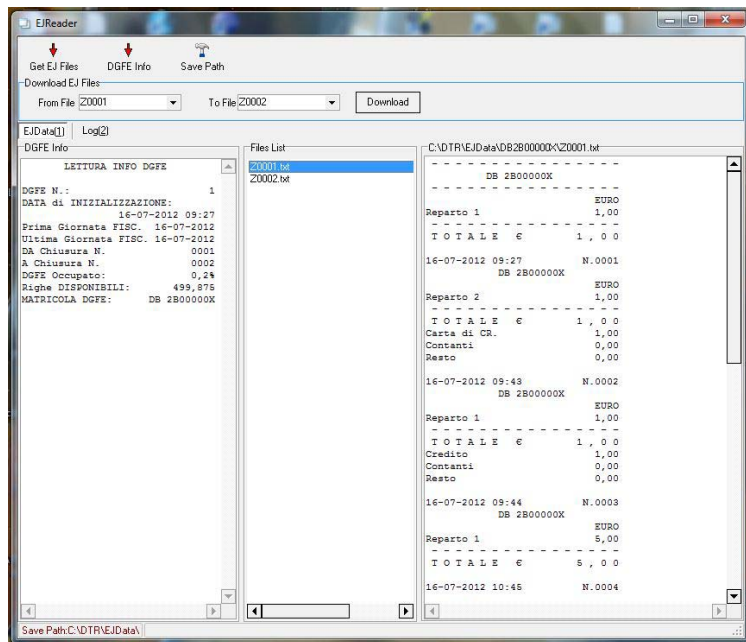 EJReader
Get EJ Files DGFE Info Save Path
Download EJ Files
From File Z0001 To File Z0002 Download
EJData(1) Log(2)
DGFE Info
LETTURA INFO DGFE
DGFE N.: 1
DATA di INIZIALIZZAZIONE:
16-07-2012 09:27
Prima Giornata FISC. 16-07-2012
Ultima Giornata FISC. 16-07-2012
DA Chiusura N. 0001
A Chiusura N. 0002
DGFE Occupato: 0,2%
Righe DISPONIBILI: 499,875
MATRICOLA DGFE: DB 2B00000X
Files List
Z0001.txt
Z0002.txt
C:\DTR\EJData\DB2B00000X\Z0001.txt
- - - - - - - - - - - - - - - -
DB 2B00000X
- - - - - - - - - - - - - - - -
EURO
Reparto 1 1,00
- - - - - - - - - - - - - - - -
T O T A L E € 1 , 0 0
16-07-2012 09:27 N.0001
DB 2B00000X
EURO
Reparto 2 1,00
- - - - - - - - - - - - - - - -
T O T A L E € 1 , 0 0
Carta di CR. 1,00
Contanti 0,00
Resto 0,00
16-07-2012 09:43 N.0002
DB 2B00000X
EURO
Reparto 1 1,00
- - - - - - - - - - - - - - - -
T O T A L E € 1 , 0 0
Credito 1,00
Contanti 0,00
Resto 0,00
16-07-2012 09:44 N.0003
DB 2B00000X
EURO
Reparto 1 5,00
- - - - - - - - - - - - - - - -
T O T A L E € 5 , 0 0
16-07-2012 10:45 N.0004
Save Path:C:\DTR\EJData\